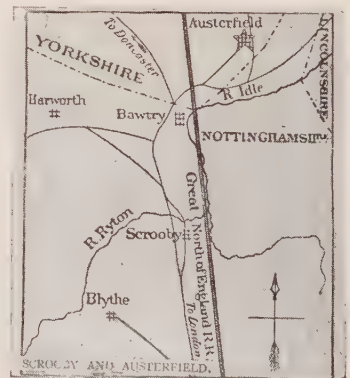 Austerfield
To Doncaster
YORKSHIRE
LINCOLNSHIRE
Harworth
Bawtry
R. Idle
NOTTINGHAMSHRE
Great North of England R.R.
R. Ryton
Scrooby
Blythe
To London
SCROOBY AND AUSTERFIELD.